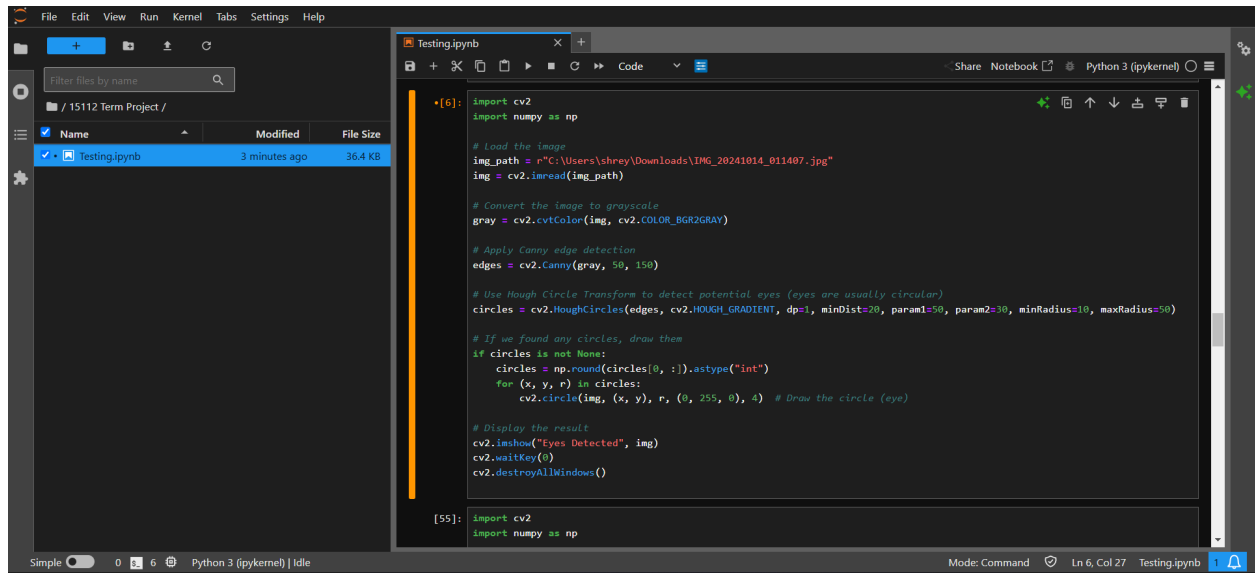 File Edit View Run Kernel Tabs Settings Help
Filter files by name
/ 15112 Term Project /
Name Modified File Size
Testing.ipynb 3 minutes ago 36.4 KB
Testing.ipynb
Code
Share Notebook Python 3 (ipykernel)
[6]:
import cv2
import numpy as np
# Load the image
img_path = r"C:\Users\shrey\Downloads\IMG_20241014_011407.jpg"
img = cv2.imread(img_path)
# Convert the image to grayscale
gray = cv2.cvtColor(img, cv2.COLOR_BGR2GRAY)
# Apply Canny edge detection
edges = cv2.Canny(gray, 50, 150)
# Use Hough Circle Transform to detect potential eyes (eyes are usually circular)
circles = cv2.HoughCircles(edges, cv2.HOUGH_GRADIENT, dp=1, minDist=20, param1=50, param2=30, minRadius=10, maxRadius=50)
# If we found any circles, draw them
if circles is not None:
    circles = np.round(circles[0, :]).astype("int")
    for (x, y, r) in circles:
        cv2.circle(img, (x, y), r, (0, 255, 0), 4)  # Draw the circle (eye)
# Display the result
cv2.imshow("Eyes Detected", img)
cv2.waitKey(0)
cv2.destroyAllWindows()
[55]:
import cv2
import numpy as np
Simple 0 6 Python 3 (ipykernel) | Idle Mode: Command Ln 6, Col 27 Testing.ipynb 1